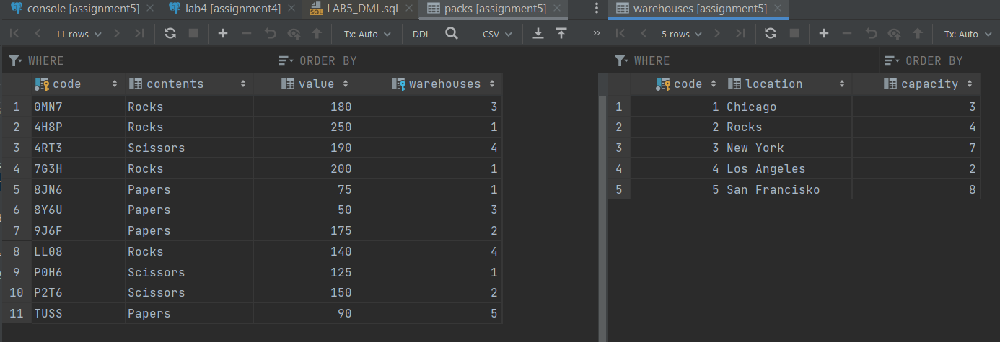 console [assignment5] lab4 [assignment4] LAB5_DML.sql packs [assignment5] warehouses [assignment5]
11 rows Tx: Auto DDL CSV 5 rows Tx: Auto
WHERE ORDER BY WHERE ORDER BY
code contents value warehouses code location capacity
1 0MN7 Rocks 180 3 1 1 Chicago 3
2 4H8P Rocks 250 1 2 2 Rocks 4
3 4RT3 Scissors 190 4 3 3 New York 7
4 7G3H Rocks 200 1 4 4 Los Angeles 2
5 8JN6 Papers 75 1 5 5 San Francisko 8
6 8Y6U Papers 50 3
7 9J6F Papers 175 2
8 LL08 Rocks 140 4
9 P0H6 Scissors 125 1
10 P2T6 Scissors 150 2
11 TUSS Papers 90 5